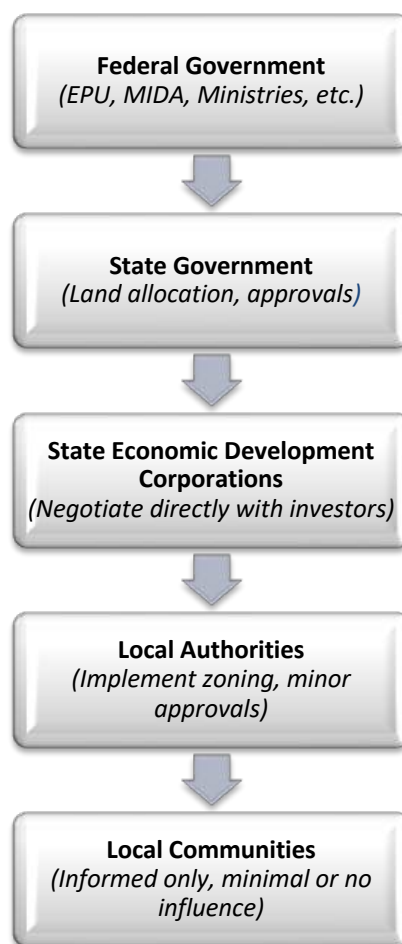 Federal Government
(EPU, MIDA, Ministries, etc.)
State Government
(Land allocation, approvals)
State Economic Development
Corporations
(Negotiate directly with investors)
Local Authorities
(Implement zoning, minor
approvals)
Local Communities
(Informed only, minimal or no
influence)